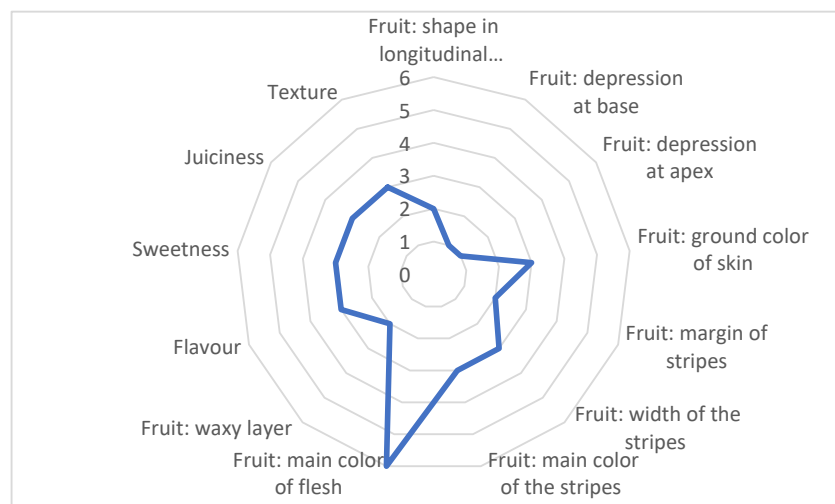 Fruit: shape in
longitudinal...
Fruit: depression
at base
Fruit: depression
at apex
Fruit: ground color
of skin
Fruit: margin of
stripes
Fruit: width of the
stripes
Fruit: main color
of the stripes
Fruit: main color
of flesh
Fruit: waxy layer
Flavour
Sweetness
Juiciness
Texture
6
5
4
3
2
1
0